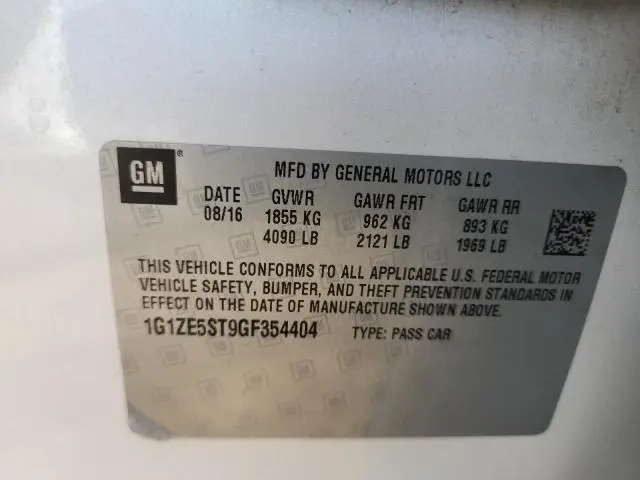 GM ®
MFD BY GENERAL MOTORS LLC
DATE GVWR GAWR FRT GAWR RR
08/16 1855 KG 962 KG 893 KG
4090 LB 2121 LB 1969 LB
THIS VEHICLE CONFORMS TO ALL APPLICABLE U.S. FEDERAL MOTOR
VEHICLE SAFETY, BUMPER, AND THEFT PREVENTION STANDARDS IN
EFFECT ON THE DATE OF MANUFACTURE SHOWN ABOVE.
1G1ZE5ST9GF354404 TYPE: PASS CAR